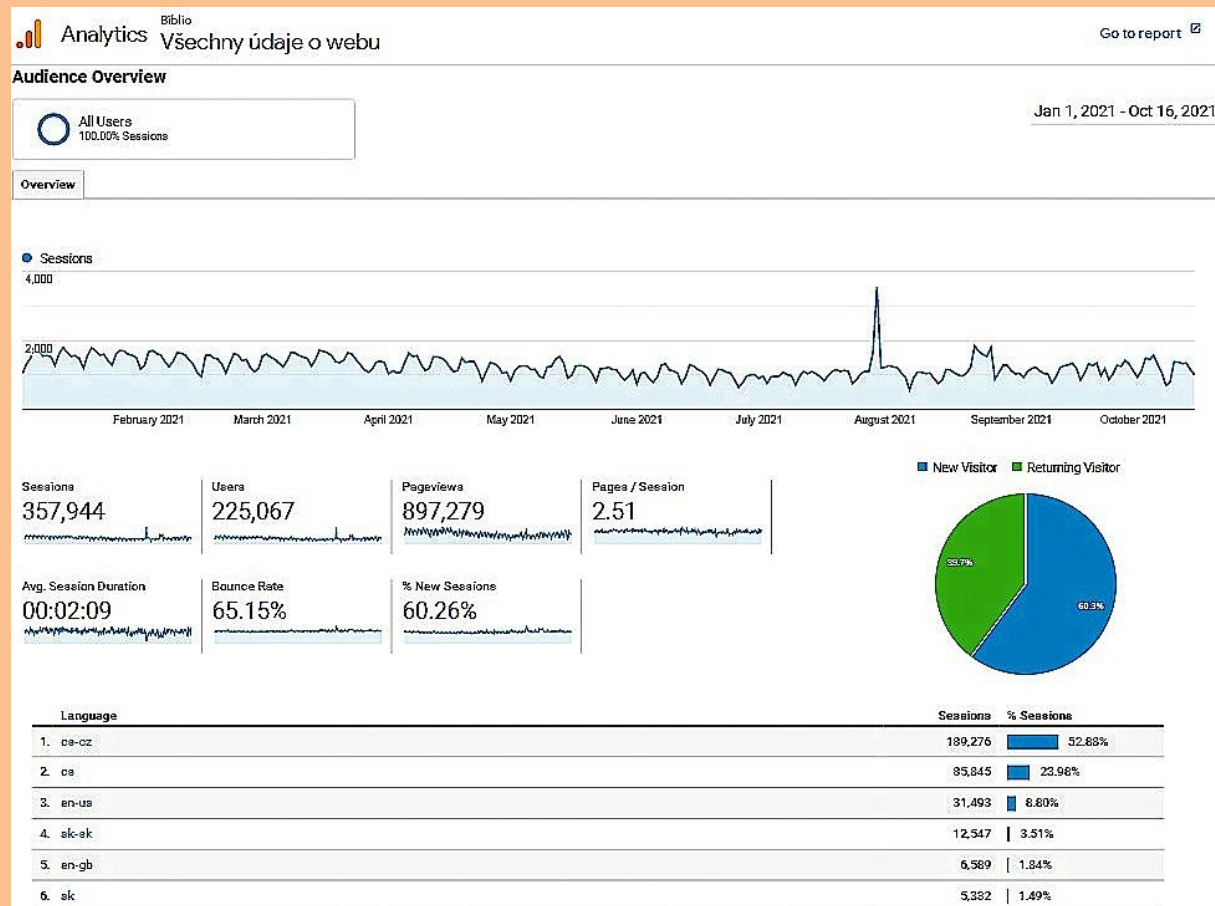 Analytics
Biblio
Všechny údaje o webu
Go to report
Audience Overview
All Users
100.00% Sessions
Jan 1, 2021 - Oct 16, 2021
Overview
Sessions
4,000
2,000
February 2021 March 2021 April 2021 May 2021 June 2021 July 2021 August 2021 September 2021 October 2021
New Visitor Returning Visitor
Sessions Users Pageviews Pages / Session
357,944 225,067 897,279 2.51
39.7%
60.3%
Avg. Session Duration Bounce Rate % New Sessions
00:02:09 65.15% 60.26%
Language Sessions % Sessions
1. cs-cz 189,276 52.88%
2. cs 85,845 23.98%
3. en-us 31,493 8.80%
4. sk-sk 12,547 3.51%
5. en-gb 6,589 1.84%
6. sk 5,332 1.49%